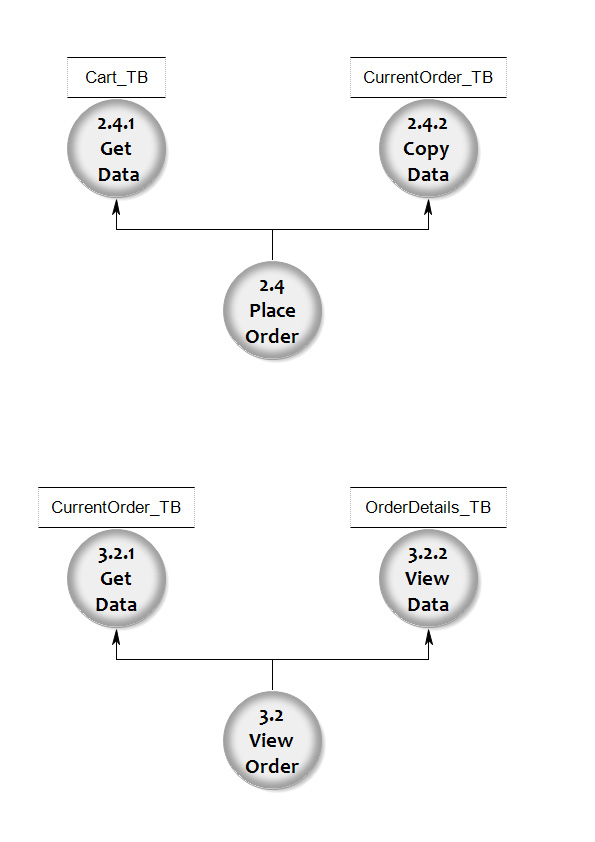 Cart_TB
CurrentOrder_TB
2.4.1
Get
Data
2.4.2
Copy
Data
2.4
Place
Order
CurrentOrder_TB
OrderDetails_TB
3.2.1
Get
Data
3.2.2
View
Data
3.2
View
Order